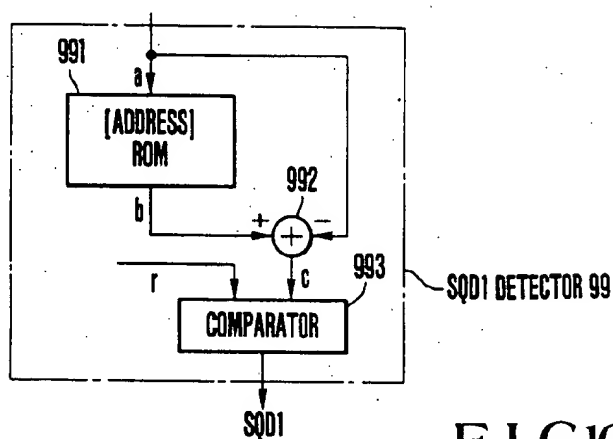 991
a
[ADDRESS]
ROM
992
b
+
−
+
r
c
993
COMPARATOR
SQD1 DETECTOR 99
SQD1